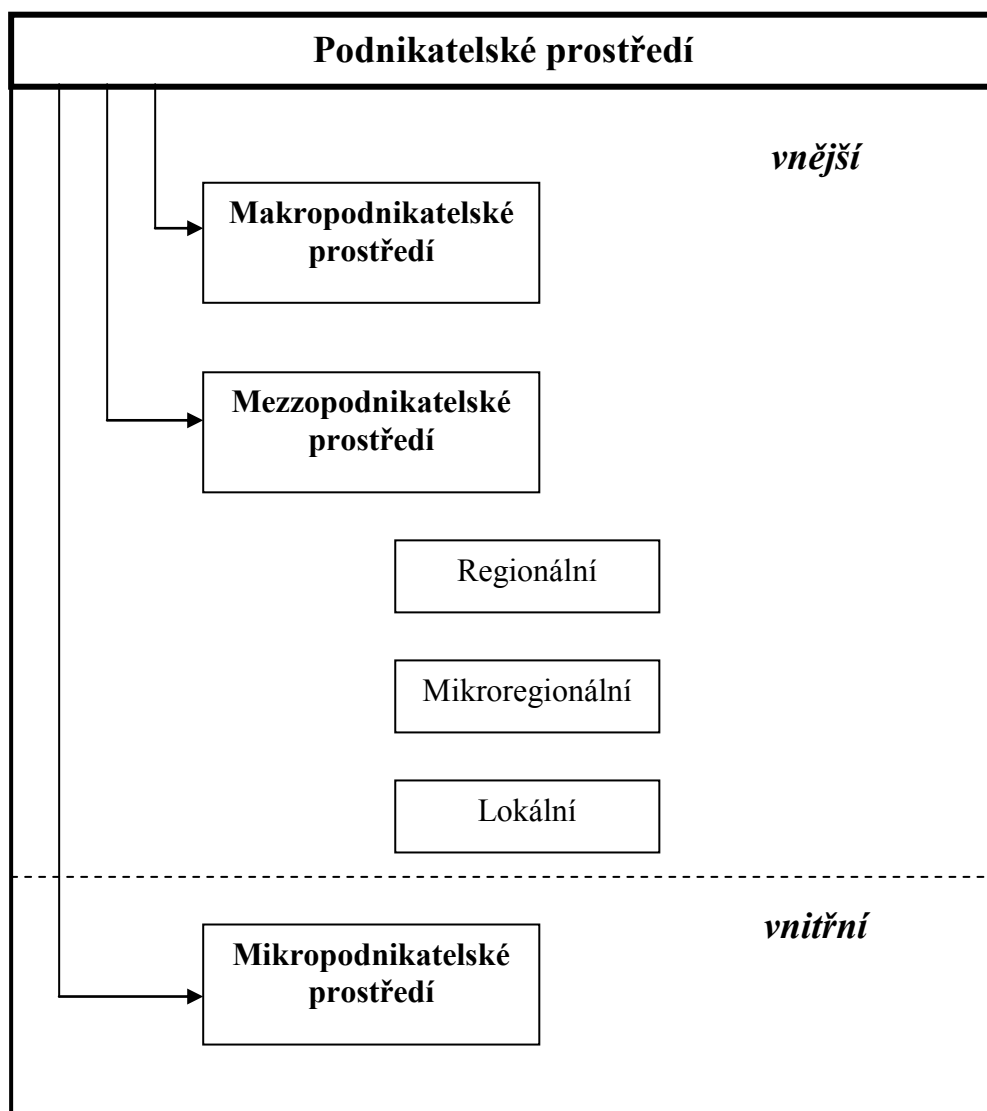 Podnikatelské prostředí
vnější
Makropodnikatelské
prostředí
Mezzopodnikatelské
prostředí
Regionální
Mikroregionální
Lokální
vnitřní
Mikropodnikatelské
prostředí